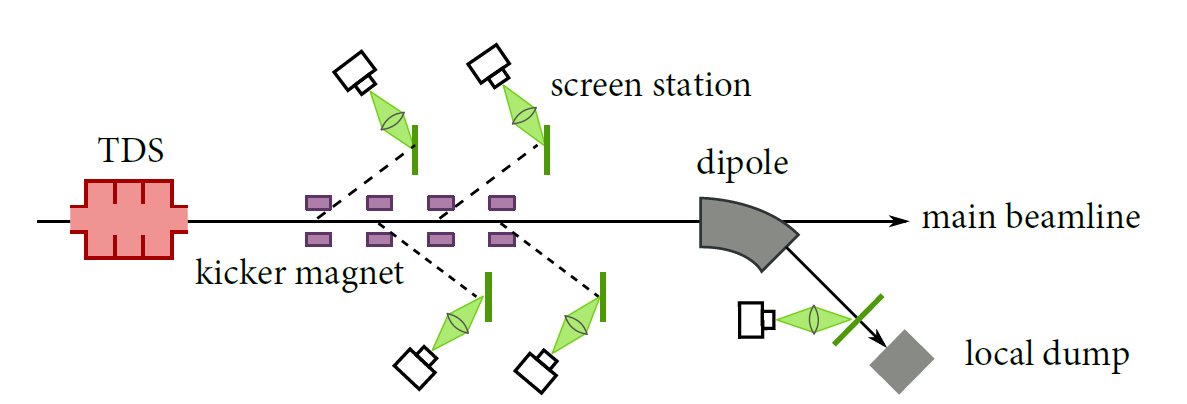 screen station
TDS
dipole
main beamline
kicker magnet
local dump